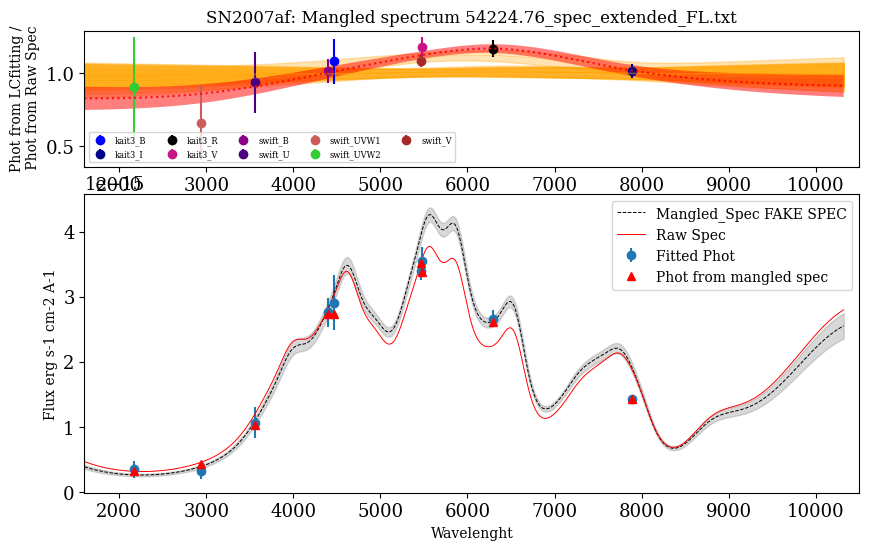 SN2007af: Mangled spectrum 54224.76_spec_extended_FL.txt
Phot from LCfitting /
Phot from Raw Spec
1.0
0.5
kait3_B
kait3_R
swift_B
swift_UVW1
swift_V
kait3_I
kait3_V
swift_U
swift_UVW2
2000 3000 4000 5000 6000 7000 8000 9000 10000
1e−15
Mangled_Spec FAKE SPEC
Raw Spec
Fitted Phot
Phot from mangled spec
Flux erg s-1 cm-2 A-1
4
3
2
1
0
2000 3000 4000 5000 6000 7000 8000 9000 10000
Wavelenght